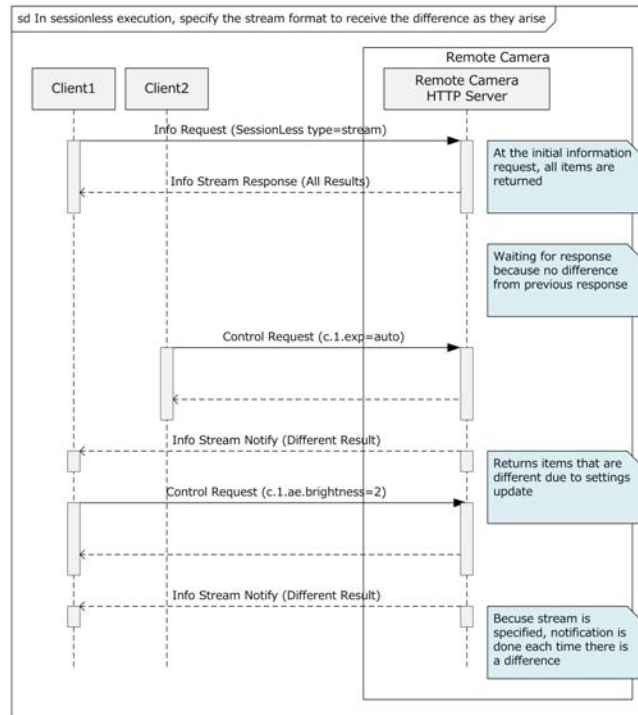 sd In sessionless execution, specify the stream format to receive the difference as they arise
Remote Camera
Client1
Client2
Remote Camera
HTTP Server
Info Request (SessionLess type=stream)
At the initial information
request, all items are
returned
Info Stream Response (All Results)
Waiting for response
because no difference
from previous response
Control Request (c.1.exp=auto)
Info Stream Notify (Different Result)
Returns items that are
different due to settings
update
Control Request (c.1.ae.brightness=2)
Info Stream Notify (Different Result)
Becuse stream is
specified, notification is
done each time there is
a difference